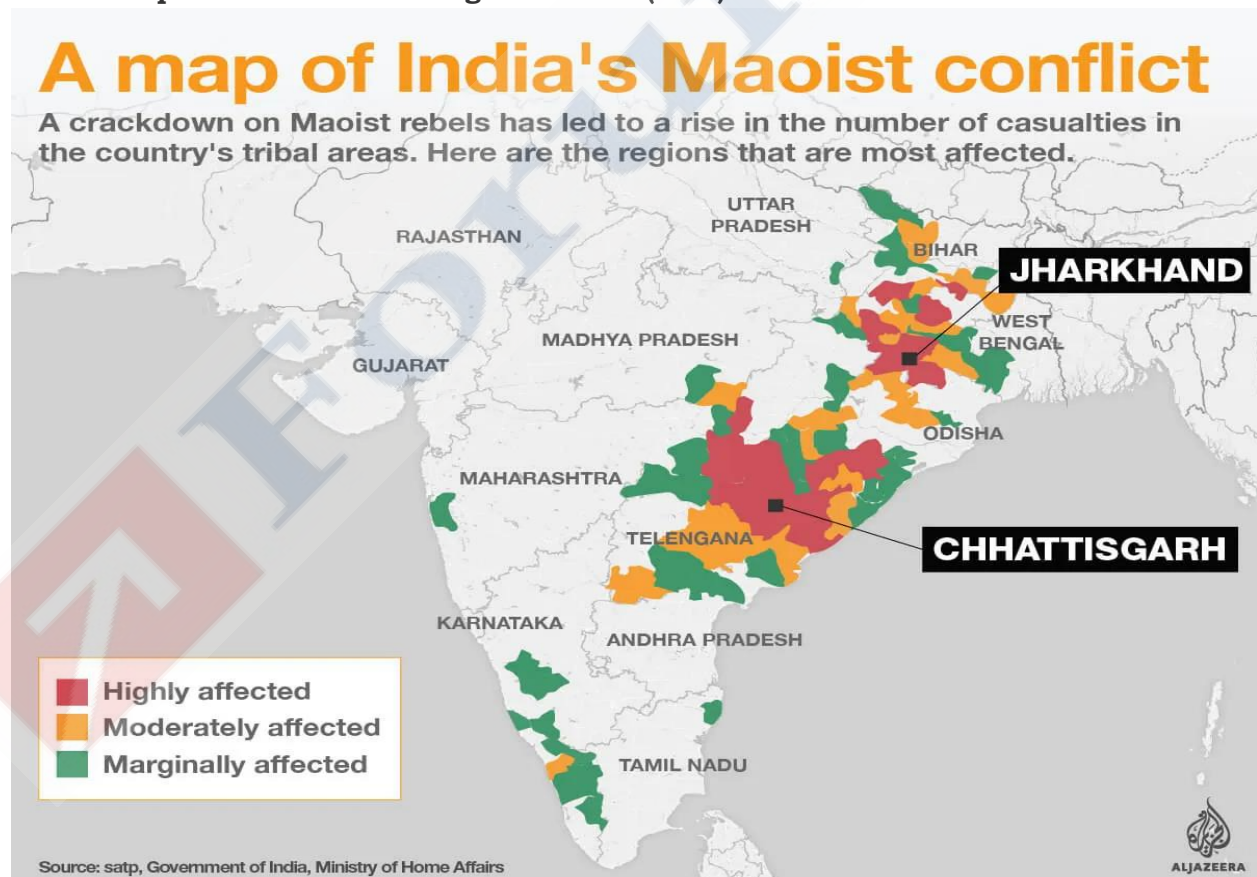 A map of India's Maoist conflict
A crackdown on Maoist rebels has led to a rise in the number of casualties in
the country's tribal areas. Here are the regions that are most affected.
UTTAR
PRADESH
RAJASTHAN
BIHAR
JHARKHAND
WEST
BENGAL
MADHYA PRADESH
GUJARAT
ODISHA
MAHARASHTRA
TELENGANA
CHHATTISGARH
KARNATAKA
ANDHRA PRADESH
Highly affected
Moderately affected
Marginally affected
TAMIL NADU
Source: satp, Government of India, Ministry of Home Affairs
ALJAZEERA